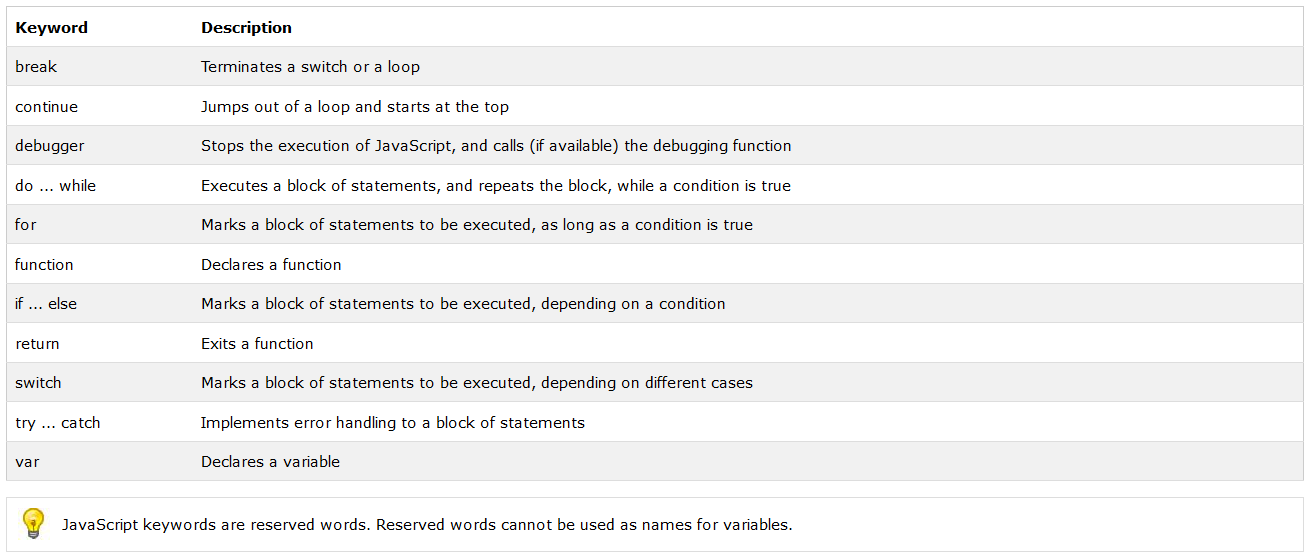 Keyword Description
break Terminates a switch or a loop
continue Jumps out of a loop and starts at the top
debugger Stops the execution of JavaScript, and calls (if available) the debugging function
do ... while Executes a block of statements, and repeats the block, while a condition is true
for Marks a block of statements to be executed, as long as a condition is true
function Declares a function
if ... else Marks a block of statements to be executed, depending on a condition
return Exits a function
switch Marks a block of statements to be executed, depending on different cases
try ... catch Implements error handling to a block of statements
var Declares a variable
JavaScript keywords are reserved words. Reserved words cannot be used as names for variables.